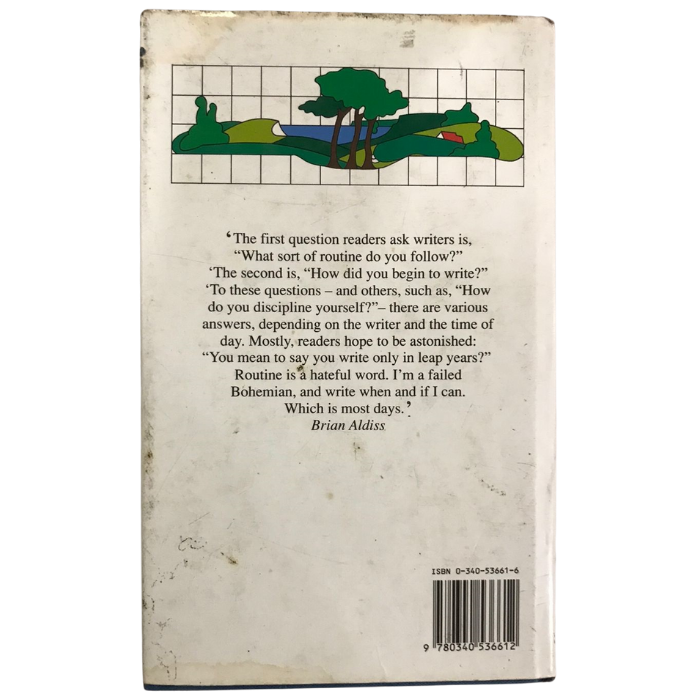 ‘The first question readers ask writers is,
“What sort of routine do you follow?”
‘The second is, “How did you begin to write?”
‘To these questions – and others, such as, “How
do you discipline yourself?”– there are various
answers, depending on the writer and the time of
day. Mostly, readers hope to be astonished:
“You mean to say you write only in leap years?”
Routine is a hateful word. I’m a failed
Bohemian, and write when and if I can.
Which is most days.’
Brian Aldiss
ISBN 0-340-53661-6
9 780340 536612